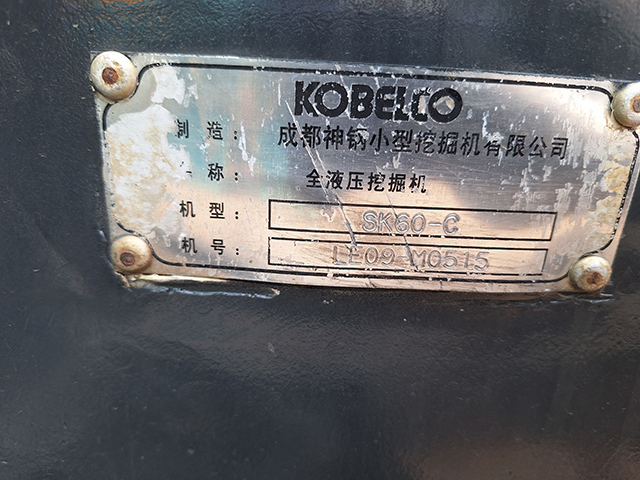 KOBELCO
制 造： 成都神钢小型挖掘机有限公司
称： 全液压挖掘机
机 型： SK60-C
机 号： LE09-M0515